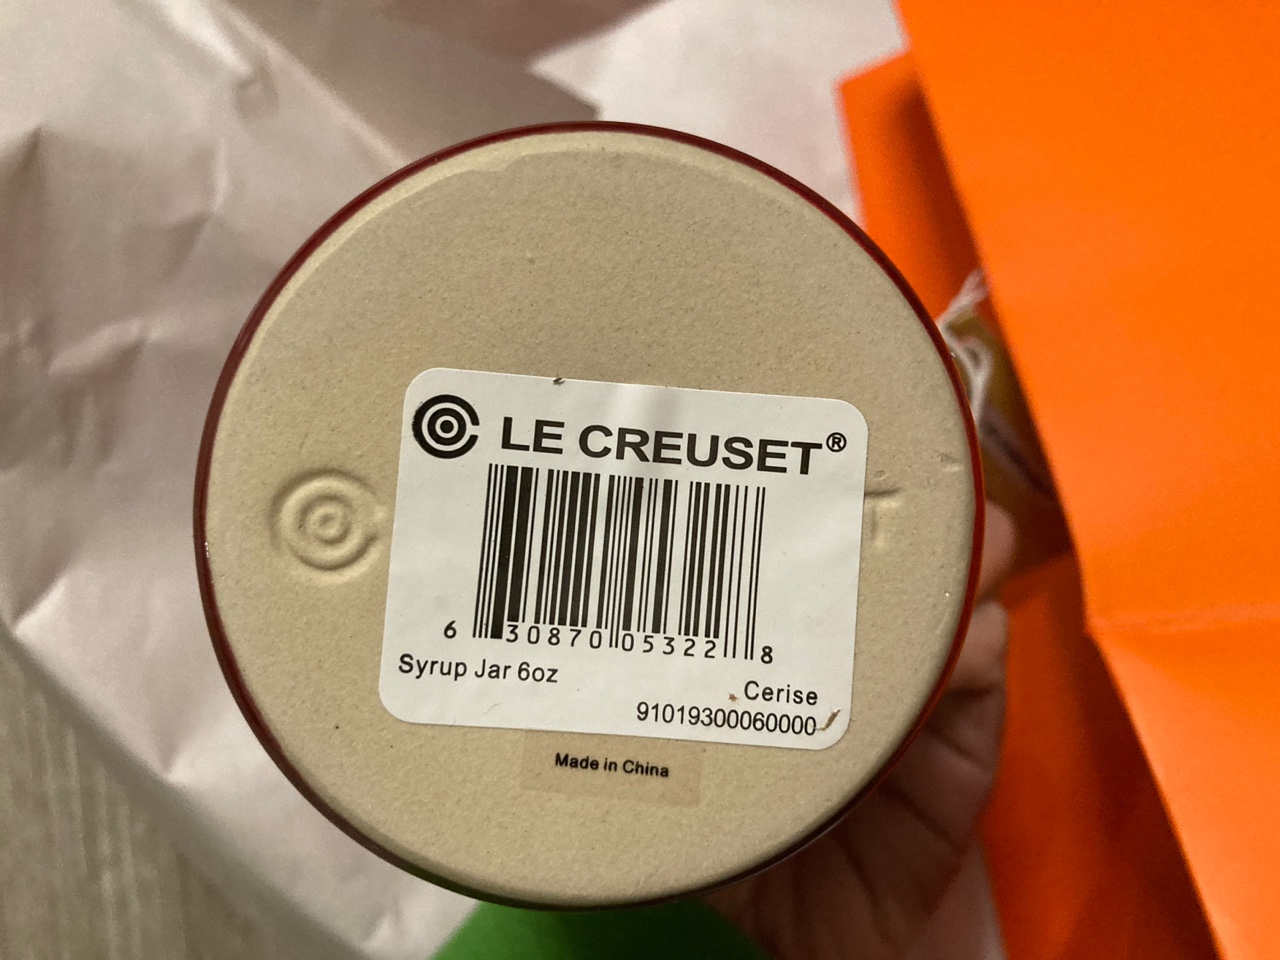 LE CREUSET®
6 30870 05322 8
Syrup Jar 6oz
Cerise
91019300060000
Made in China